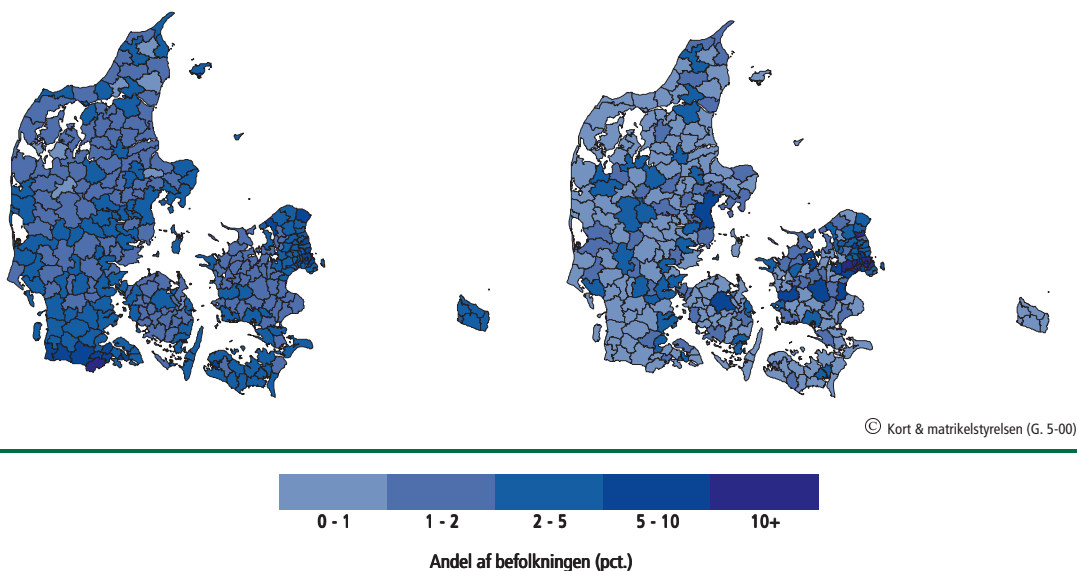 © Kort & matrikelstyrelsen (G. 5-00)
0 - 1 1 - 2 2 - 5 5 - 10 10+
Andel af befolkningen (pct.)